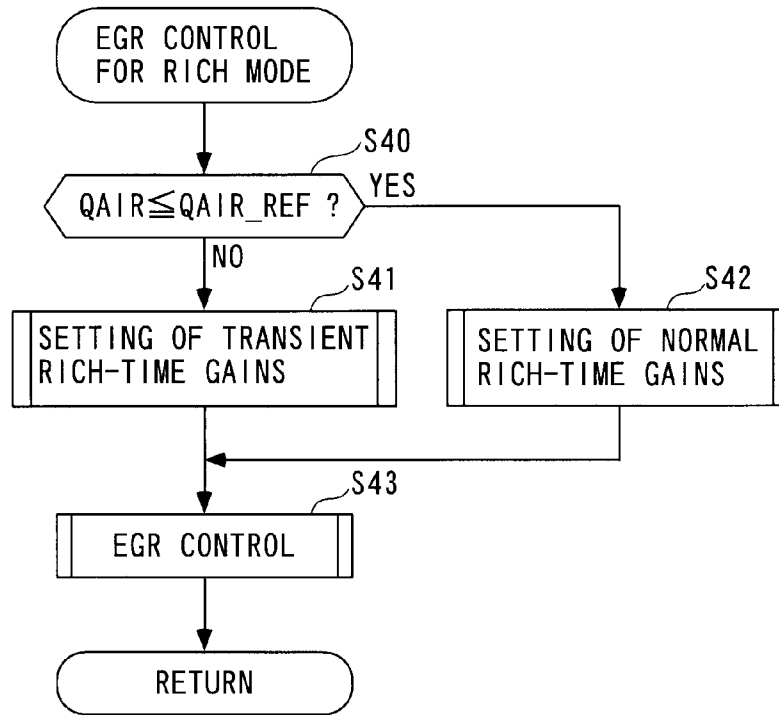 EGR CONTROL
FOR RICH MODE
S40
QAIR≦QAIR_REF ?
YES
NO
S41
SETTING OF TRANSIENT
RICH-TIME GAINS
S42
SETTING OF NORMAL
RICH-TIME GAINS
S43
EGR CONTROL
RETURN